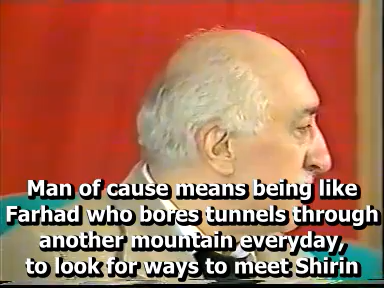 Man of cause means being like
Farhad who bores tunnels through
another mountain everyday,
to look for ways to meet Shirin